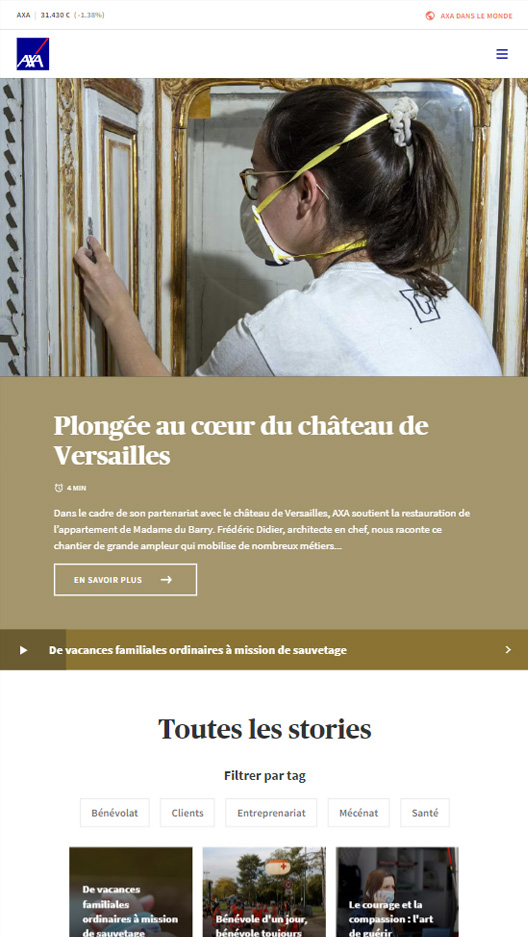 AXA | 31.430 € (-1.38%)
AXA DANS LE MONDE
AXA
Plongée au cœur du château de
Versailles
4 MIN
Dans le cadre de son partenariat avec le château de Versailles, AXA soutient la restauration de
l'appartement de Madame du Barry. Frédéric Didier, architecte en chef, nous raconte ce
chantier de grande ampleur qui mobilise de nombreux métiers...
EN SAVOIR PLUS
De vacances familiales ordinaires à mission de sauvetage
Toutes les stories
Filtrer par tag
Bénévolat
Clients
Entreprenariat
Mécénat
Santé
De vacances
familiales
ordinaires à mission
de sauvetage
Bénévole d'un jour,
bénévole toujours
Le courage et la
compassion : l'art
de guérir